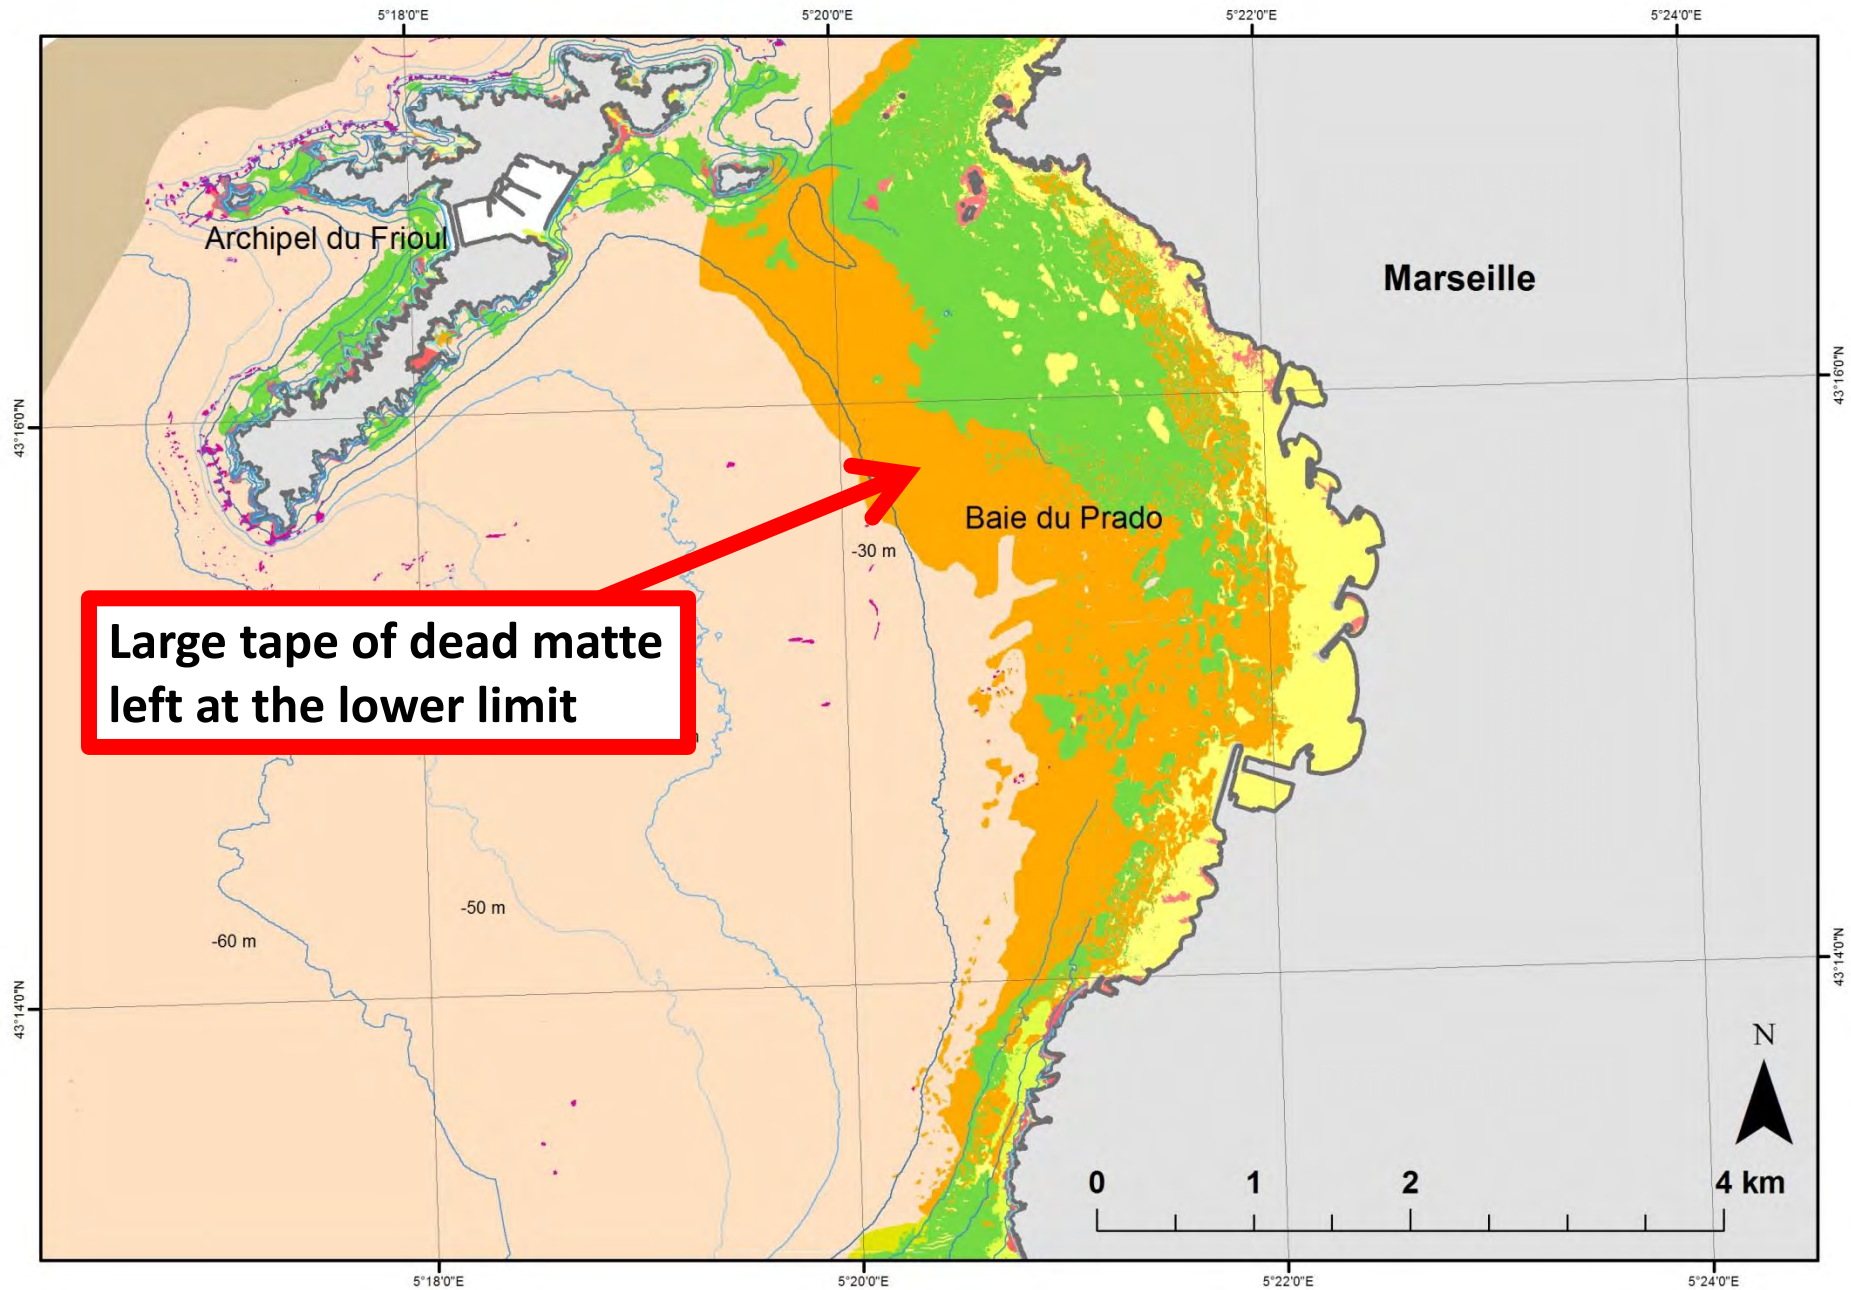 5°18'0"E
5°20'0"E
5°22'0"E
5°24'0"E
Archipel du Frioul
Marseille
43°16'0"N
43°16'0"N
Baie du Prado
-30 m
Large tape of dead matte
left at the lower limit
-50 m
-60 m
43°14'0"N
43°14'0"N
N
0 1 2 4 km
5°18'0"E
5°20'0"E
5°22'0"E
5°24'0"E